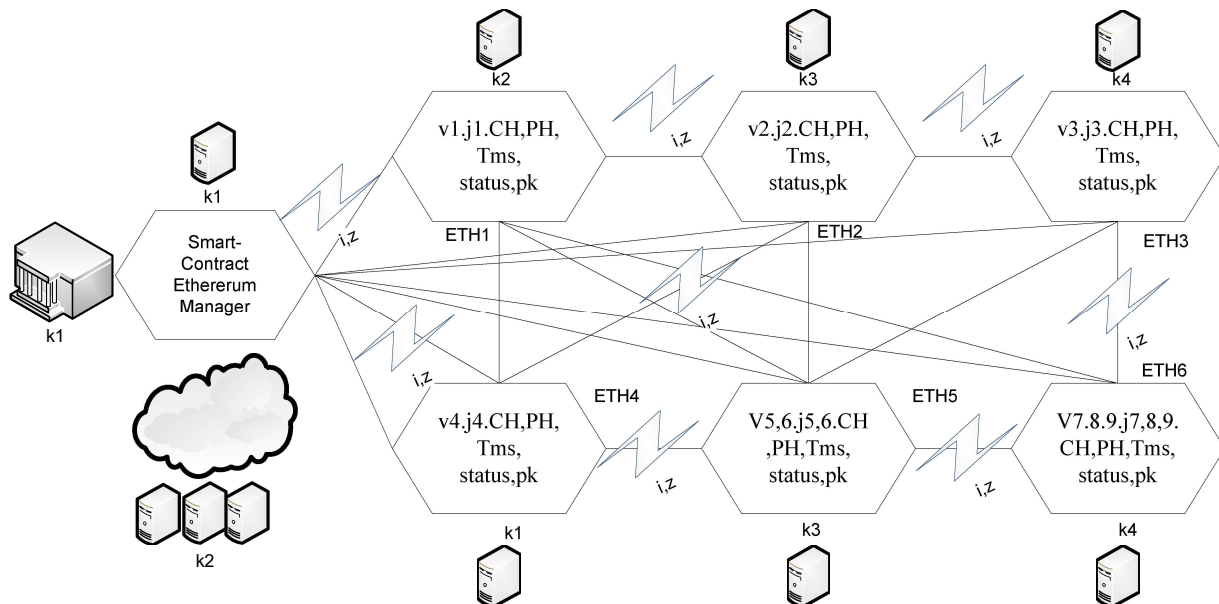 k2
k3
k4
v1.j1.CH,PH,
Tms,
status,pk
i,z
v2.j2.CH,PH,
Tms,
status,pk
i,z
v3.j3.CH,PH,
Tms,
status,pk
k1
i,z
ETH1
ETH2
ETH3
Smart-
Contract
Ethererum
Manager
k1
i,z
i,z
i,z
i,z
ETH4
ETH5
ETH6
v4.j4.CH,PH,
Tms,
status,pk
i,z
V5,6.j5,6.CH
,PH,Tms,
status,pk
i,z
V7.8.9.j7,8,9.
CH,PH,Tms,
status,pk
k2
k1
k3
k4